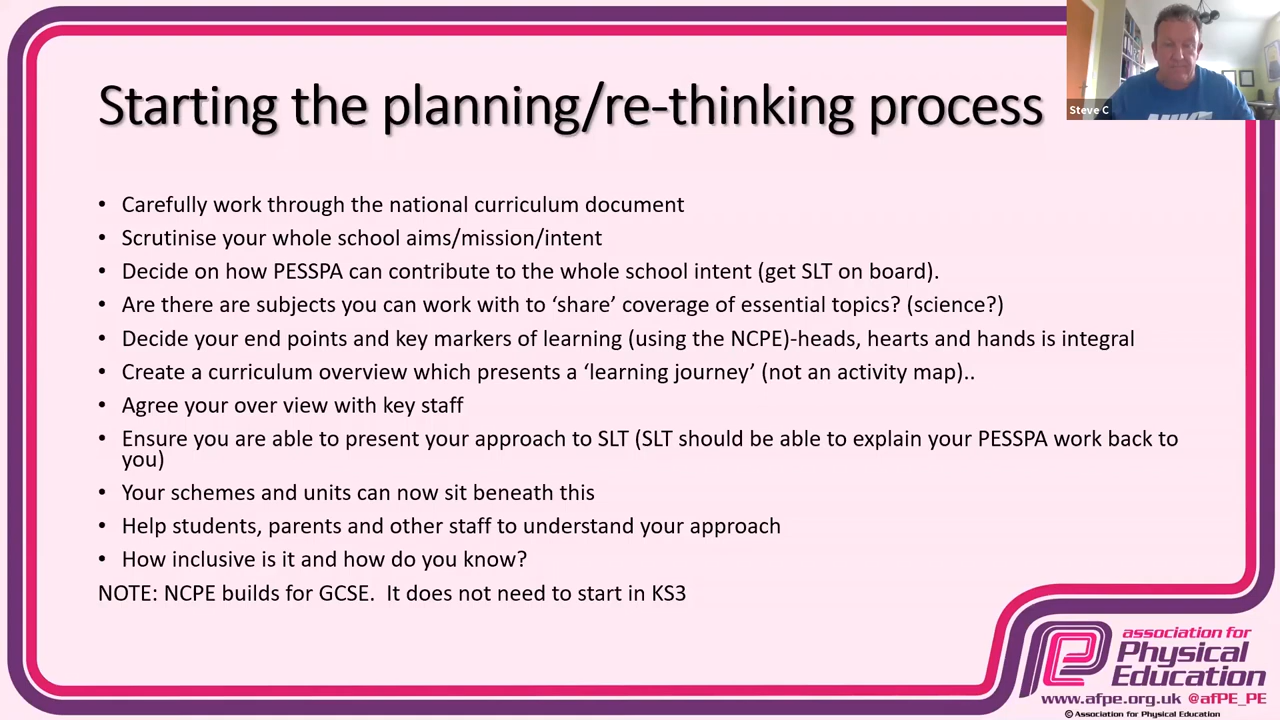 Starting the planning/re-thinking process
Steve C
• Carefully work through the national curriculum document
• Scrutinise your whole school aims/mission/intent
• Decide on how PESSPA can contribute to the whole school intent (get SLT on board).
• Are there are subjects you can work with to ‘share’ coverage of essential topics? (science?)
• Decide your end points and key markers of learning (using the NCPE)-heads, hearts and hands is integral
• Create a curriculum overview which presents a ‘learning journey’ (not an activity map)..
• Agree your over view with key staff
• Ensure you are able to present your approach to SLT (SLT should be able to explain your PESSPA work back to
you)
• Your schemes and units can now sit beneath this
• Help students, parents and other staff to understand your approach
• How inclusive is it and how do you know?
NOTE: NCPE builds for GCSE.  It does not need to start in KS3
association for
Physical
Education
www.afpe.org.uk @afPE_PE
© Association for Physical Education